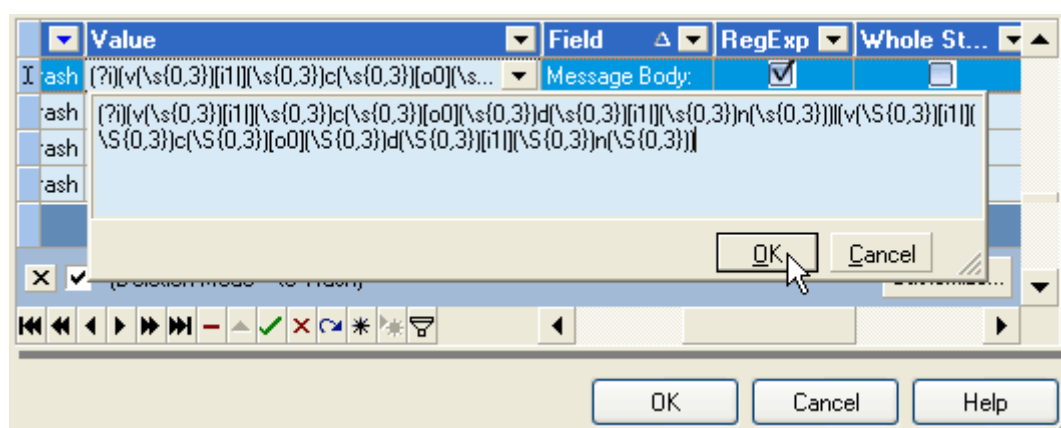 Value Field RegExp Whole St...
rash (?i)(v(\s{0,3})[i1l](\s{0,3})c(\s{0,3})[o0](\s... Message Body:
rash (?i)(v(\s{0,3})[i1l](\s{0,3})c(\s{0,3})[o0](\s{0,3})d(\s{0,3})[i1l](\s{0,3})n(\s{0,3}))|(v(\S{0,3})[i1l](
rash \S{0,3})c(\S{0,3})[o0](\S{0,3})d(\S{0,3})[i1l](\S{0,3})n(\S{0,3}))
rash
OK Cancel
OK Cancel Help